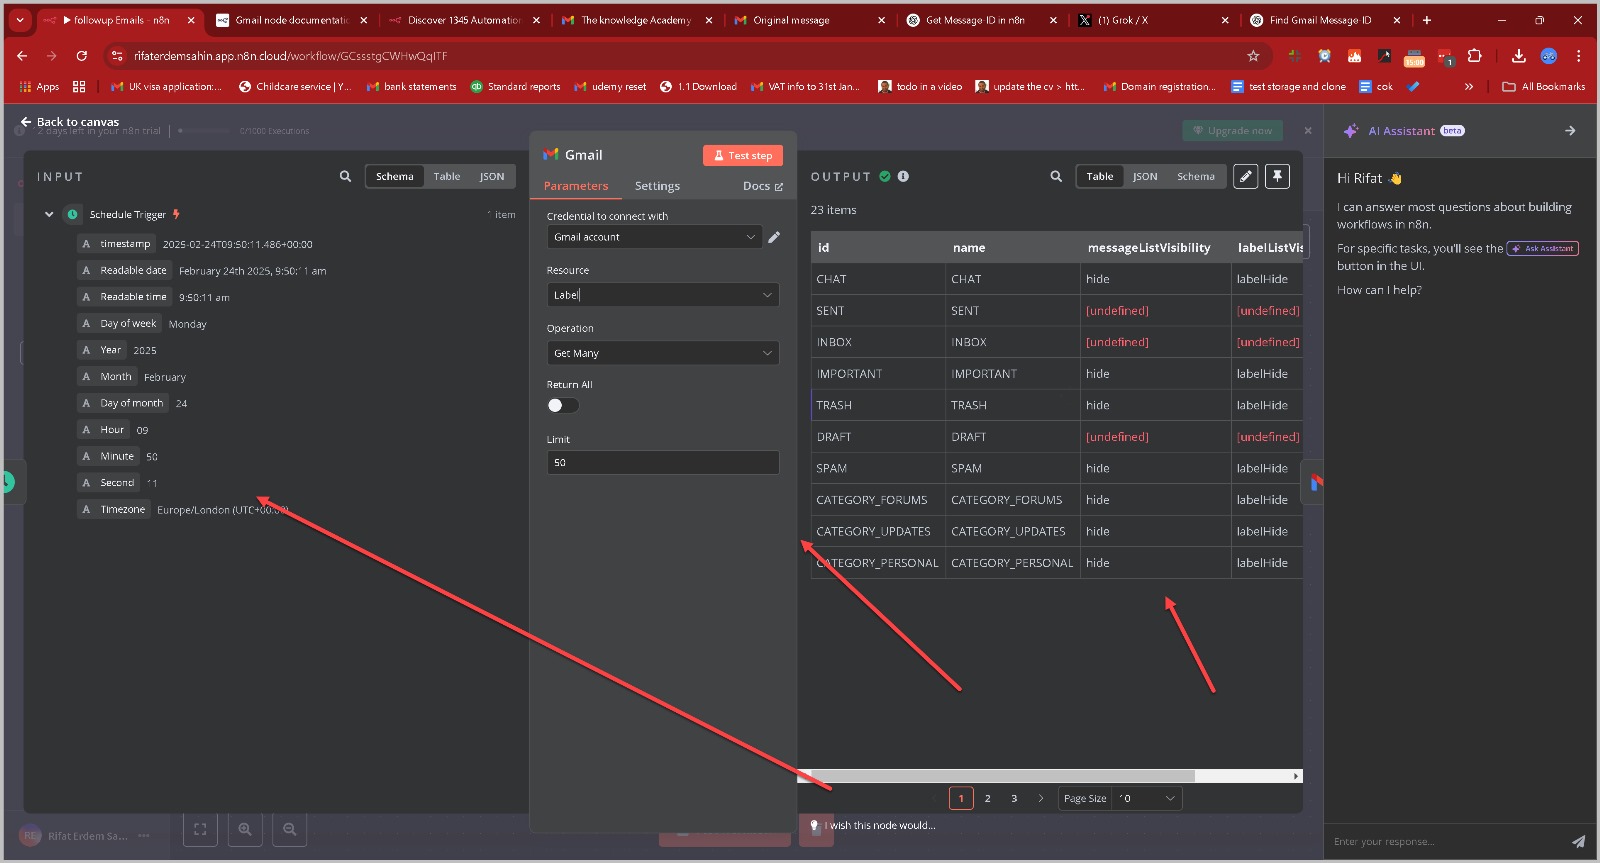 followup Emails - n8n
Gmail node documentatic
Discover 1345 Automation
The knowledge Academy
Original message
Get Message-ID in n8n
(1) Grok / X
Find Gmail Message-ID
rifaterdemsahin.app.n8n.cloud/workflow/GCssstgCWHwQqITF
15:00
1
Apps
UK visa application:...
Childcare service | Y...
bank statements
Standard reports
udemy reset
1.1 Download
VAT info to 31st Jan...
todo in a video
update the cv > htt...
Domain registration...
test storage and clone
cok
All Bookmarks
Back to canvas
2 days left in your n8n trial
0/1000 Executions
Upgrade now
INPUT
Schema
Table
JSON
Schedule Trigger
1 item
A timestamp 2025-02-24T09:50:11.486+00:00
A Readable date February 24th 2025, 9:50:11 am
A Readable time 9:50:11 am
A Day of week Monday
A Year 2025
A Month February
A Day of month 24
A Hour 09
A Minute 50
A Second 11
A Timezone Europe/London (UTC+00:00)
Gmail
Test step
Parameters
Settings
Docs
Credential to connect with
Gmail account
Resource
Label
Operation
Get Many
Return All
Limit
50
OUTPUT
Table
JSON
Schema
23 items
id name messageListVisibility labelListVis
CHAT CHAT hide labelHide
SENT SENT [undefined] [undefined]
INBOX INBOX [undefined] [undefined]
IMPORTANT IMPORTANT hide labelHide
TRASH TRASH hide labelHide
DRAFT DRAFT [undefined] [undefined]
SPAM SPAM hide labelHide
CATEGORY_FORUMS CATEGORY_FORUMS hide labelHide
CATEGORY_UPDATES CATEGORY_UPDATES hide labelHide
CATEGORY_PERSONAL CATEGORY_PERSONAL hide labelHide
1 2 3
Page Size 10
I wish this node would...
RE Rifat Erdem Sa...
AI Assistant beta
Hi Rifat 👋
I can answer most questions about building
workflows in n8n.
For specific tasks, you'll see the Ask Assistant
button in the UI.
How can I help?
Enter your response...